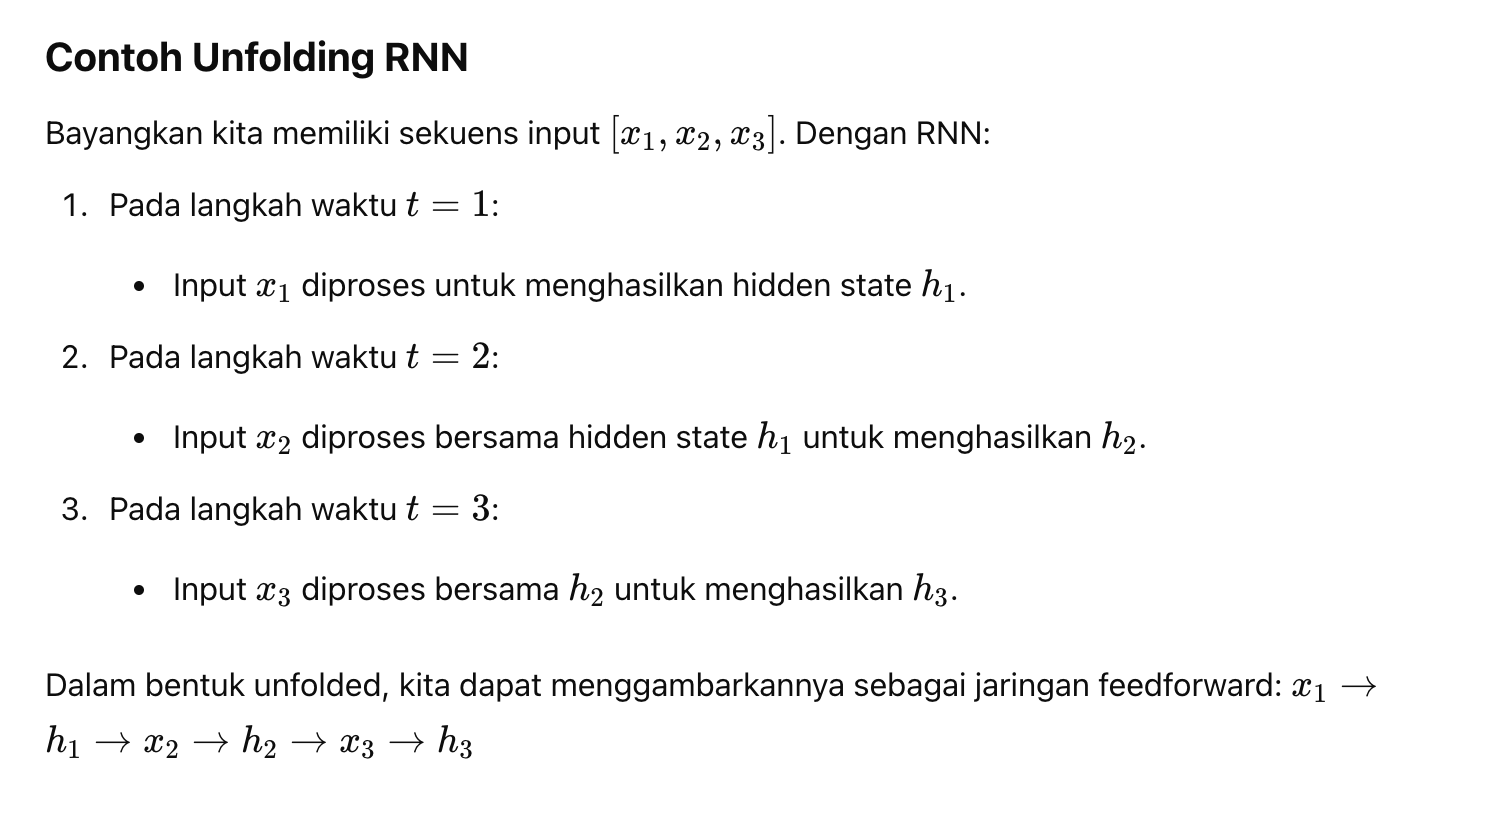 Contoh Unfolding RNN
Bayangkan kita memiliki sekuens input [x₁, x₂, x₃]. Dengan RNN:
1. Pada langkah waktu t = 1:
• Input x₁ diproses untuk menghasilkan hidden state h₁.
2. Pada langkah waktu t = 2:
• Input x₂ diproses bersama hidden state h₁ untuk menghasilkan h₂.
3. Pada langkah waktu t = 3:
• Input x₃ diproses bersama h₂ untuk menghasilkan h₃.
Dalam bentuk unfolded, kita dapat menggambarkannya sebagai jaringan feedforward: x₁ →
h₁ → x₂ → h₂ → x₃ → h₃